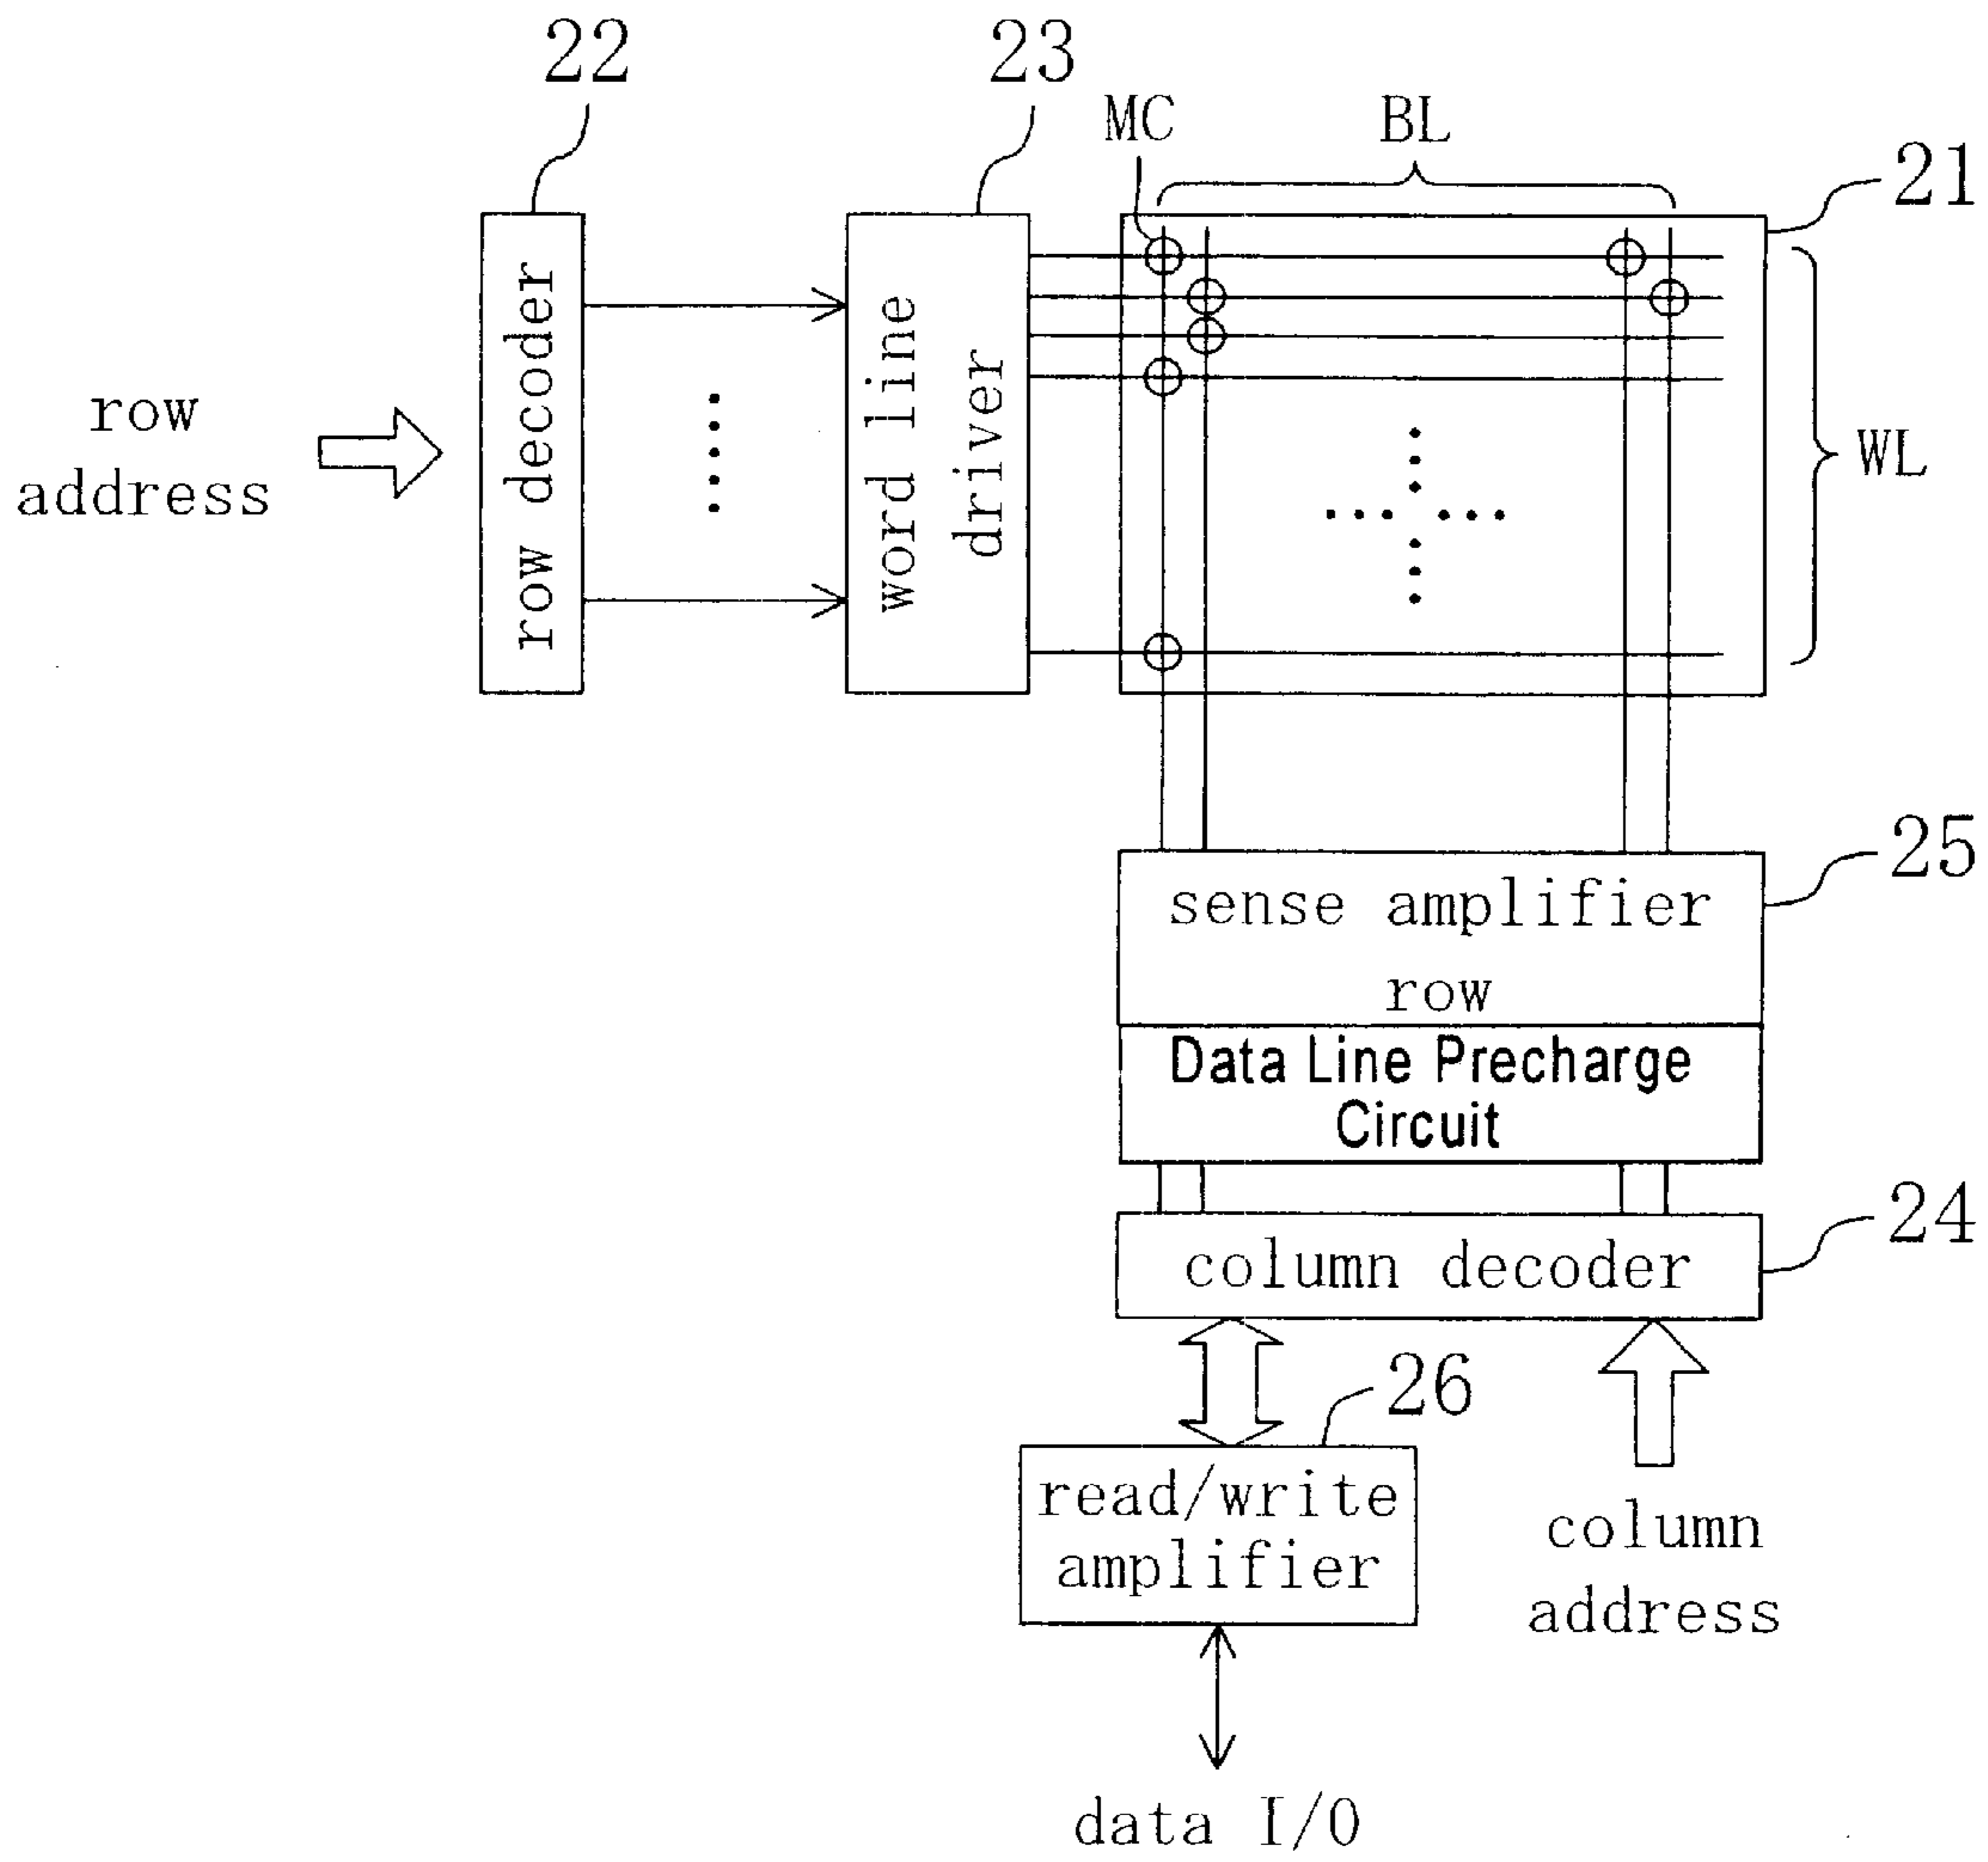 22
23
MC
BL
21
row decoder
word line
driver
row
address
WL
25
sense amplifier
row
Data Line Precharge
Circuit
24
column decoder
26
read/write
amplifier
column
address
data I/O